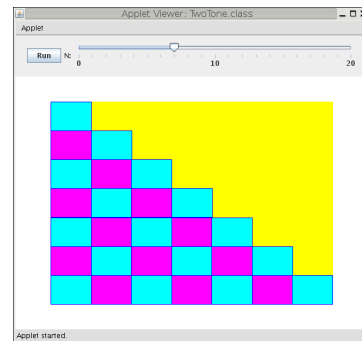 Applet Viewer: TwoTone.class
Applet
Run N:
0 10 20
Applet started.